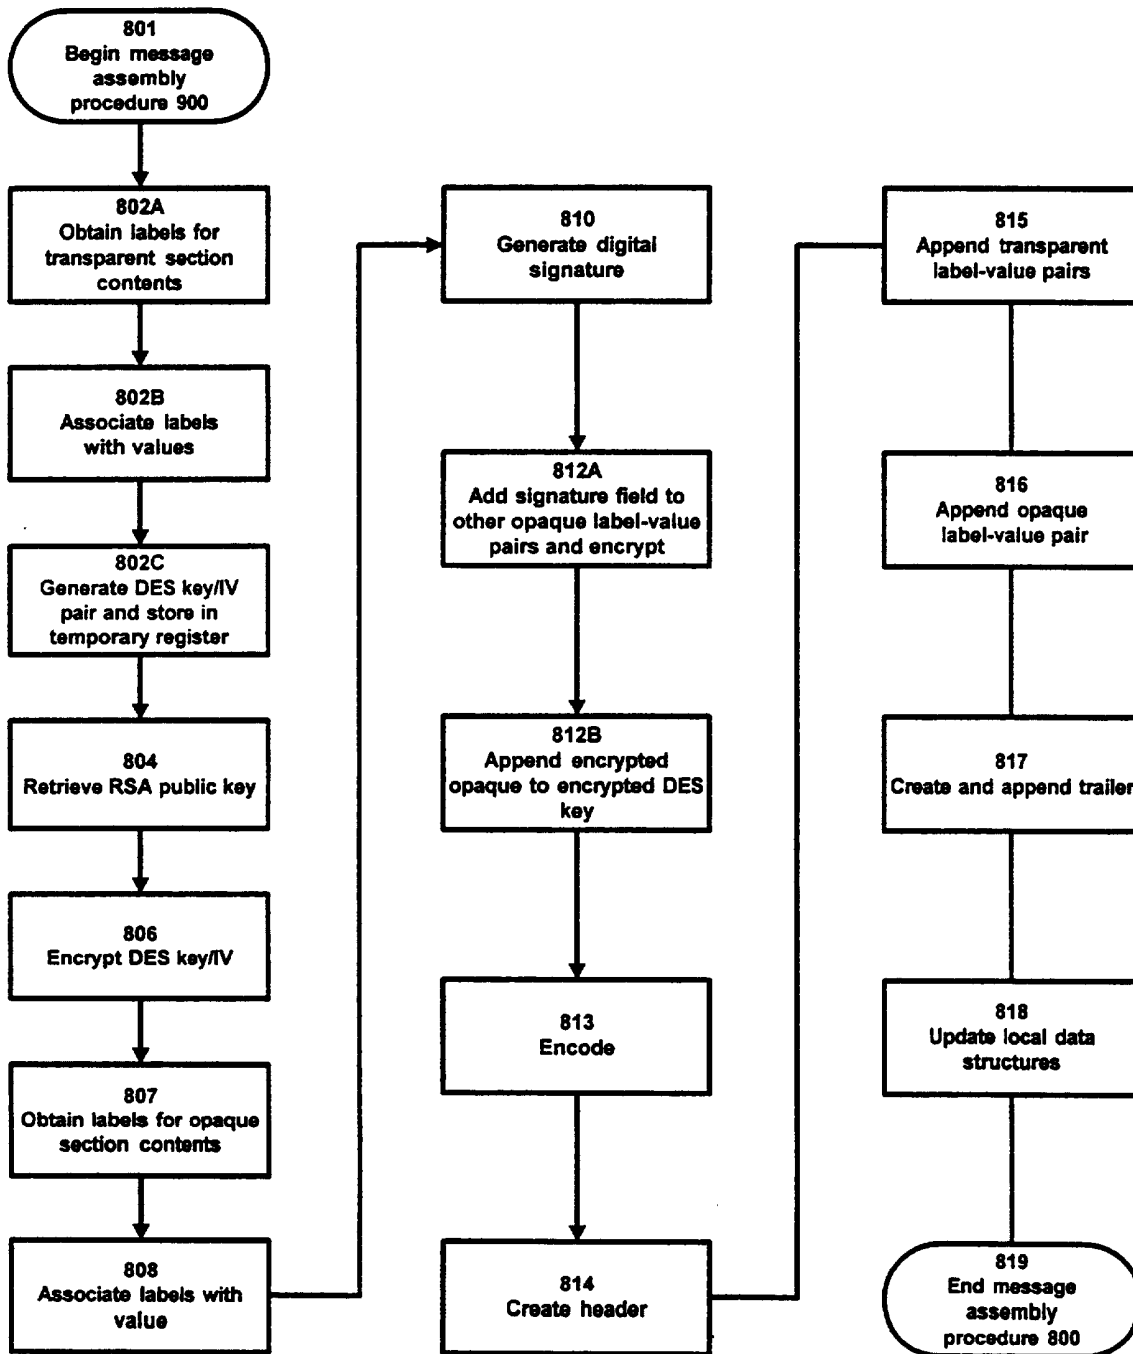 801
Begin message
assembly
procedure 900
802A
Obtain labels for
transparent section
contents
802B
Associate labels
with values
802C
Generate DES key/IV
pair and store in
temporary register
804
Retrieve RSA public key
806
Encrypt DES key/IV
807
Obtain labels for opaque
section contents
808
Associate labels with
value
810
Generate digital
signature
812A
Add signature field to
other opaque label-value
pairs and encrypt
812B
Append encrypted
opaque to encrypted DES
key
813
Encode
814
Create header
815
Append transparent
label-value pairs
816
Append opaque
label-value pair
817
Create and append trailer
818
Update local data
structures
819
End message
assembly
procedure 800